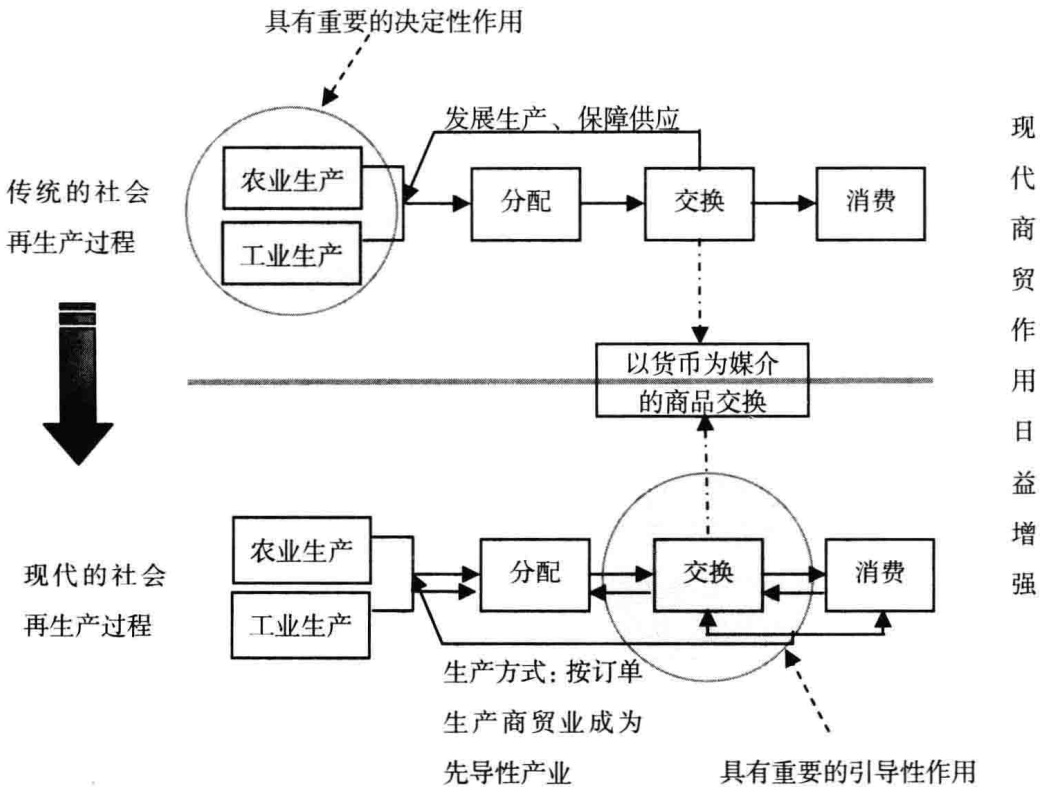 具有重要的决定性作用
发展生产、保障供应
传统的社会
再生产过程
农业生产
工业生产
分配
交换
消费
以货币为媒介
的商品交换
现代的社会
再生产过程
农业生产
工业生产
分配
交换
消费
生产方式：按订单
生产商贸业成为
先导性产业
具有重要的引导性作用
现代商贸作用日益增强